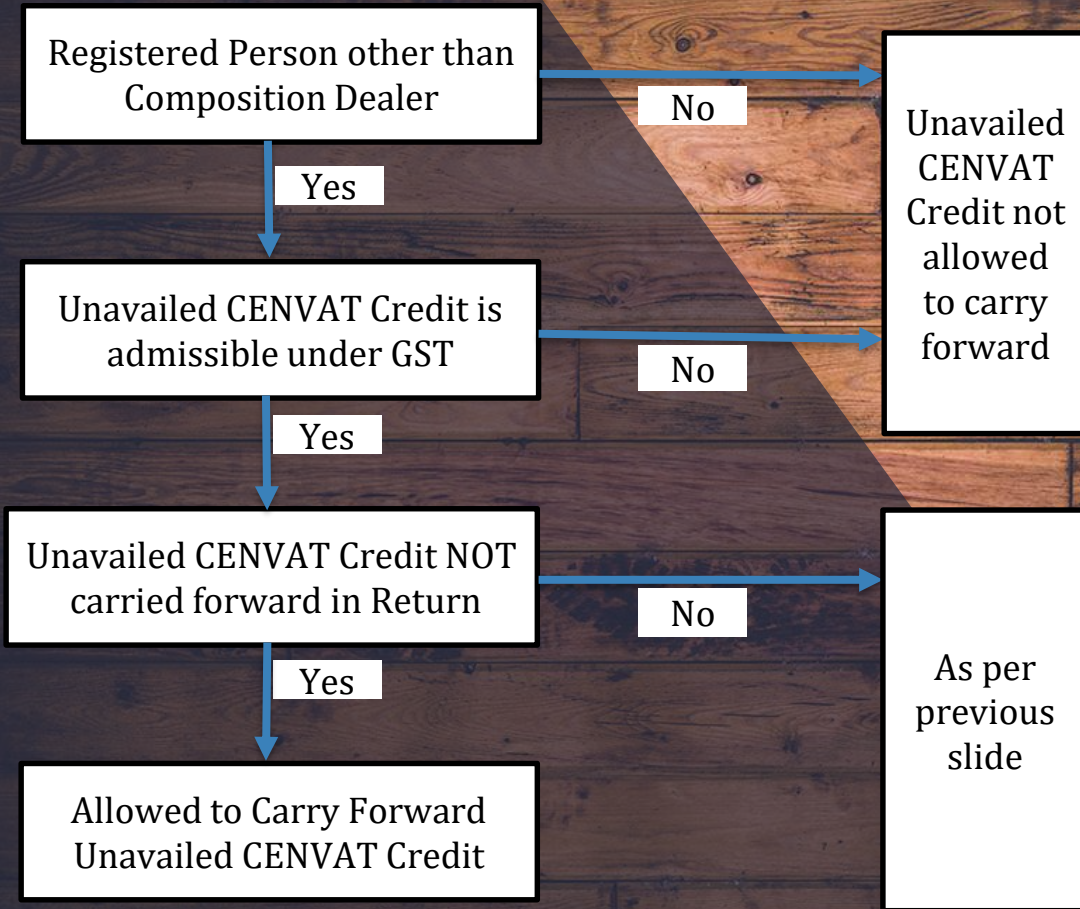 Registered Person other than
Composition Dealer
No
Unavailed
CENVAT
Credit not
allowed
to carry
forward
Yes
Unavailed CENVAT Credit is
admissible under GST
No
Yes
Unavailed CENVAT Credit NOT
carried forward in Return
No
As per
previous
slide
Yes
Allowed to Carry Forward
Unavailed CENVAT Credit